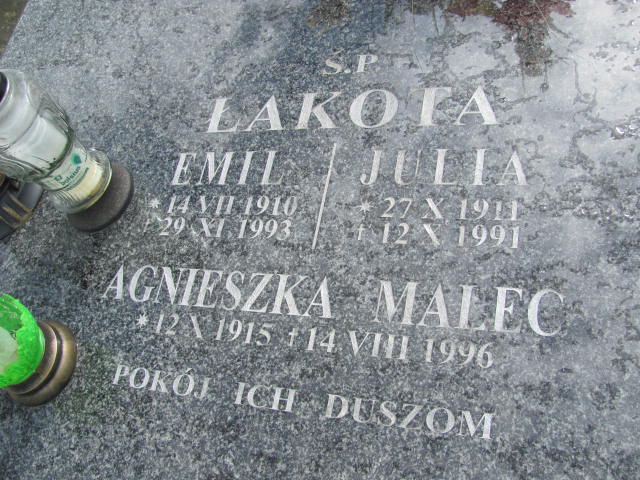 Ś.P
ŁAKOTA
EMIL JULIA
* 14 VII 1910 * 27 X 1911
† 29 XI 1993 † 12 X 1991
AGNIESZKA MALEC
* 12 X 1915 † 14 VIII 1996
POKÓJ ICH DUSZOM